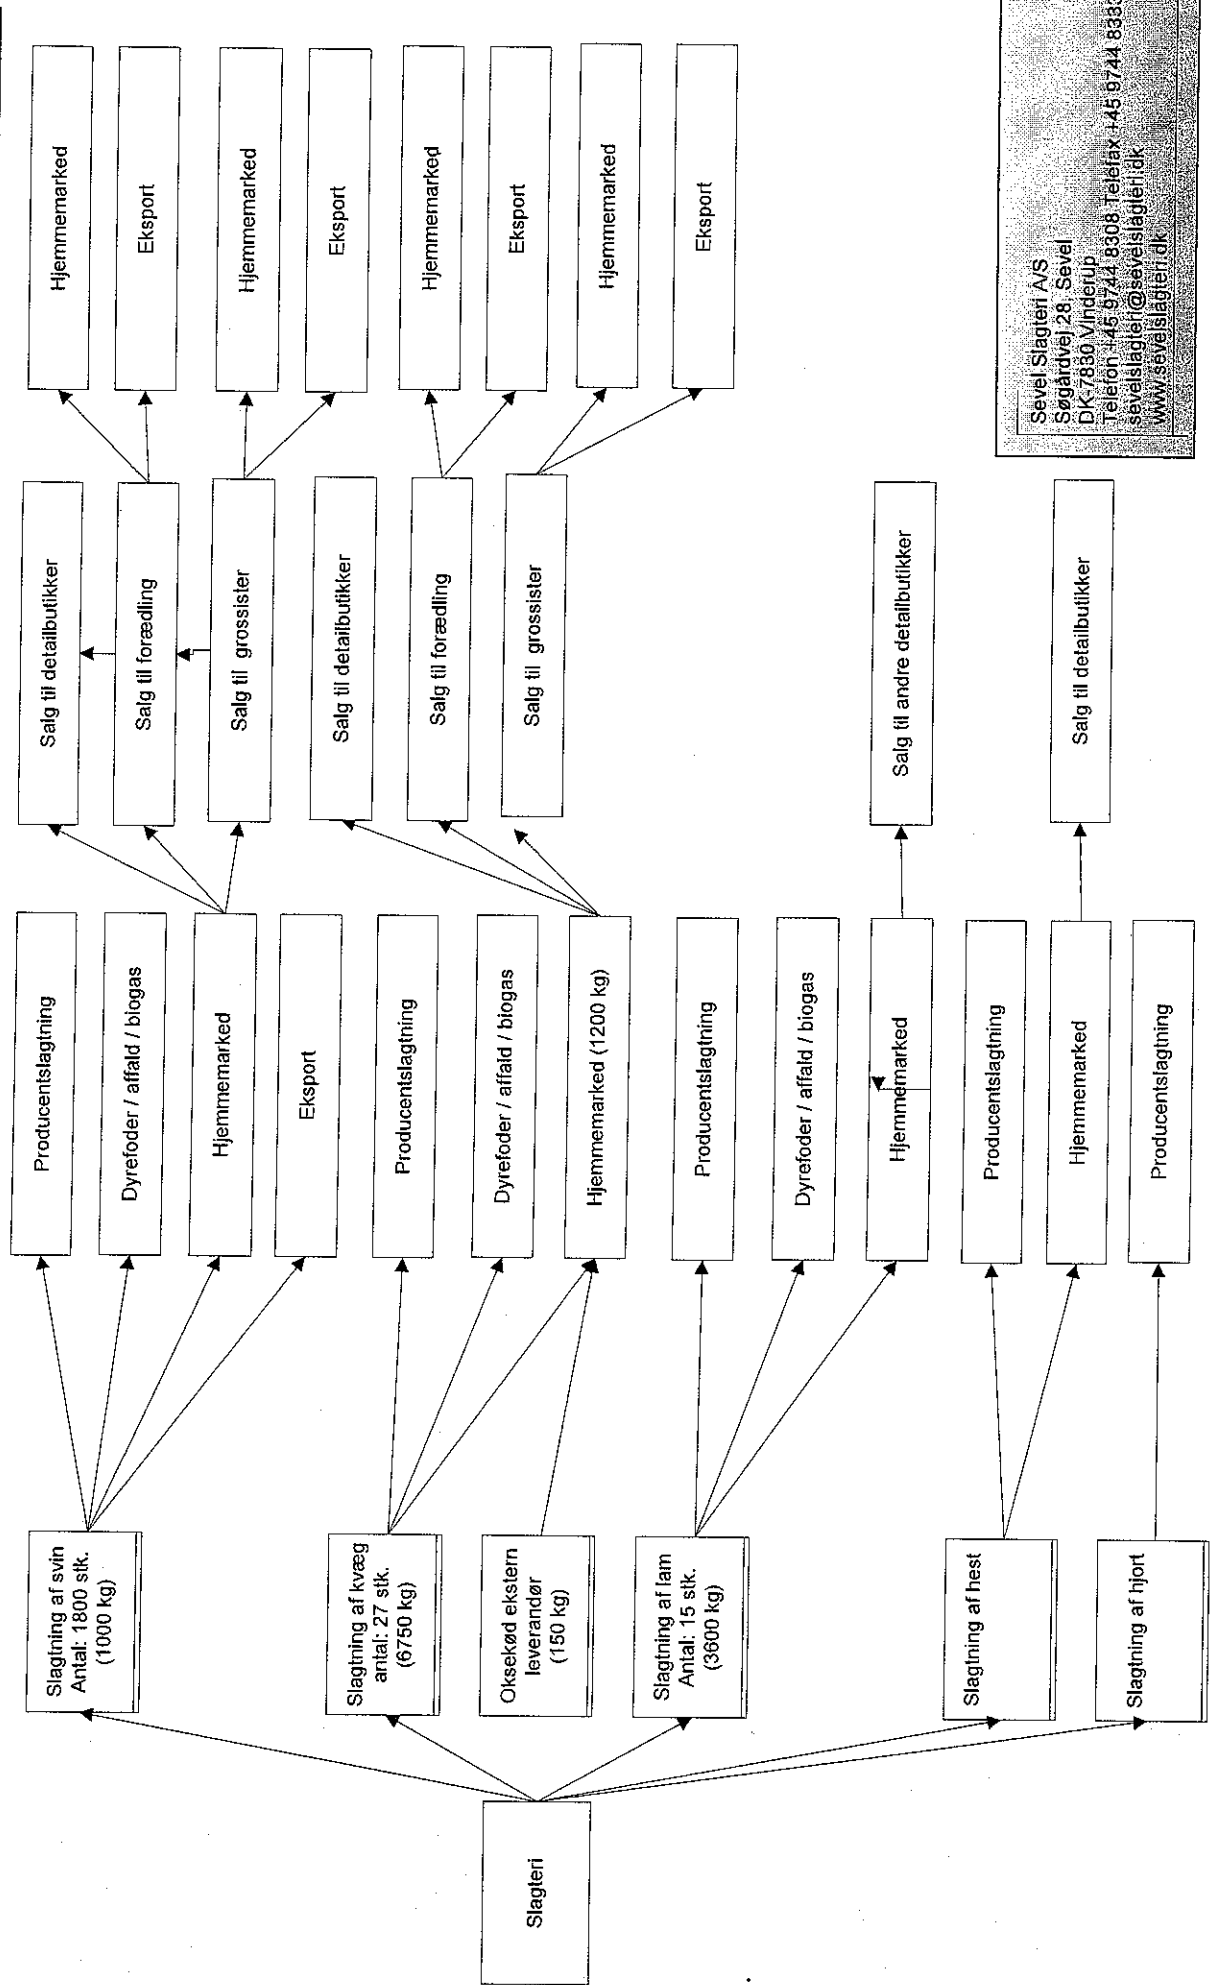 Slagteri
Slagtning af svin
Antal: 1800 stk.
(1000 kg)
Slagtning af kvæg
antal: 27 stk.
(6750 kg)
Oksekød ekstern
leverandør
(150 kg)
Slagtning af lam
Antal: 15 stk.
(3600 kg)
Slagtning af hest
Slagtning af hjort
Producentslagtning
Dyrefoder / affald / biogas
Hjemmemarked
Eksport
Producentslagtning
Dyrefoder / affald / biogas
Hjemmemarked (1200 kg)
Producentslagtning
Dyrefoder / affald / biogas
Hjemmemarked
Producentslagtning
Hjemmemarked
Producentslagtning
Salg til detailbutikker
Salg til forædling
Salg til grossister
Salg til detailbutikker
Salg til forædling
Salg til grossister
Salg til andre detailbutikker
Salg til detailbutikker
Hjemmemarked
Eksport
Hjemmemarked
Eksport
Hjemmemarked
Eksport
Hjemmemarked
Eksport
Sevel Slagteri A/S
Søgårdvej 28, Sevel
DK-7830 Vinderup
Telefon +45 9744 8308 Telefax +45 9744 833
sevelslagteri@sevelslagteri.dk
www.sevelslagteri.dk